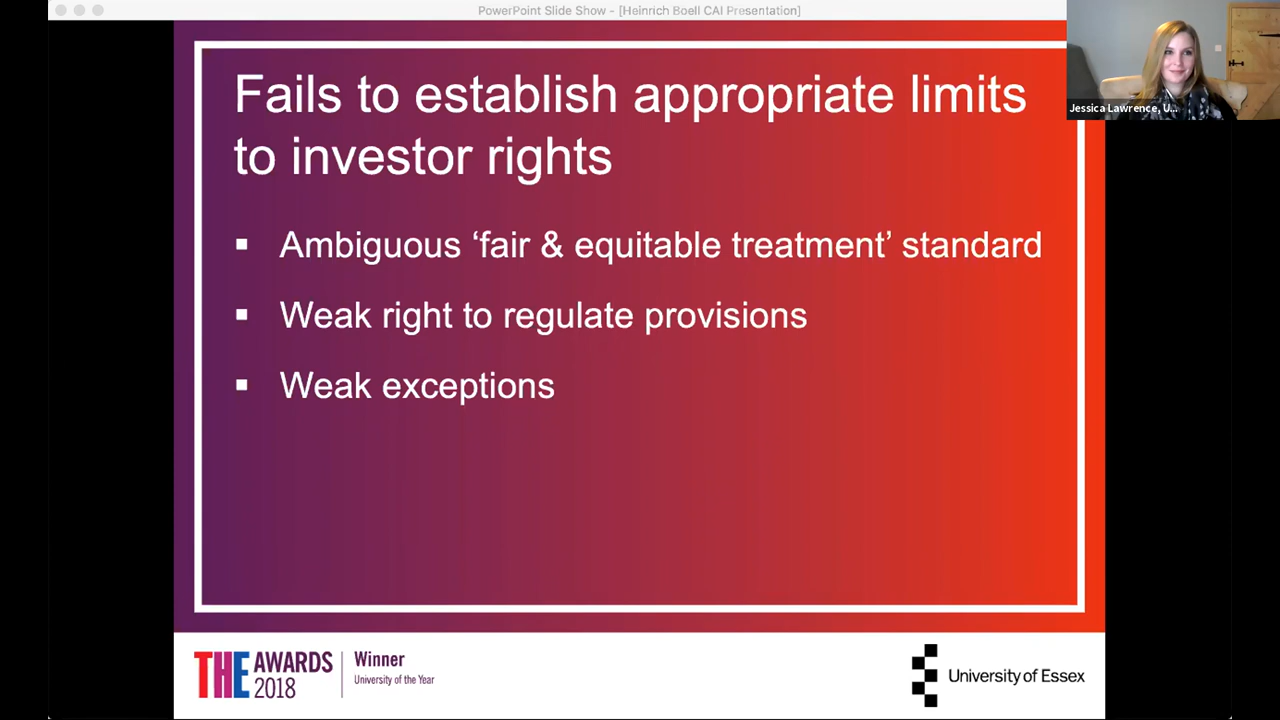 PowerPoint Slide Show - [Heinrich Boell CAI Presentation]
Jessica Lawrence, U...
Fails to establish appropriate limits
to investor rights
▪ Ambiguous ‘fair & equitable treatment’ standard
▪ Weak right to regulate provisions
▪ Weak exceptions
THE AWARDS
2018
Winner
University of the Year
University of Essex